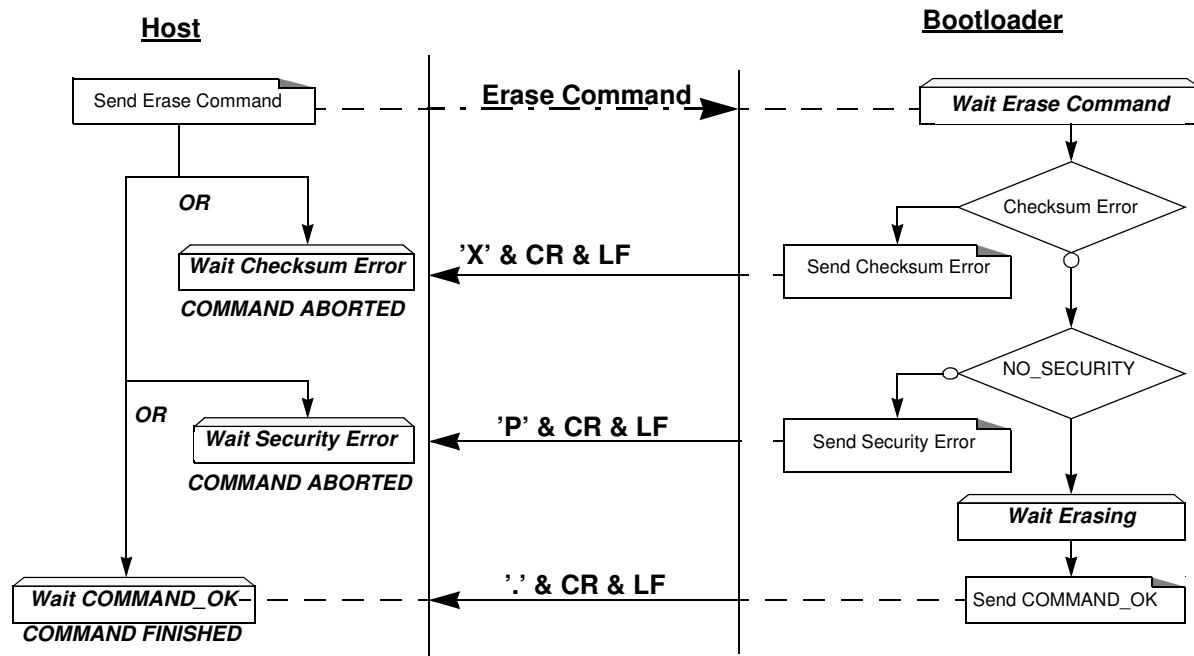 Host
Bootloader
Send Erase Command
Erase Command
Wait Erase Command
OR
Checksum Error
Wait Checksum Error
'X' & CR & LF
Send Checksum Error
COMMAND ABORTED
NO_SECURITY
OR
Wait Security Error
'P' & CR & LF
Send Security Error
COMMAND ABORTED
Wait Erasing
Wait COMMAND_OK
'.' & CR & LF
Send COMMAND_OK
COMMAND FINISHED